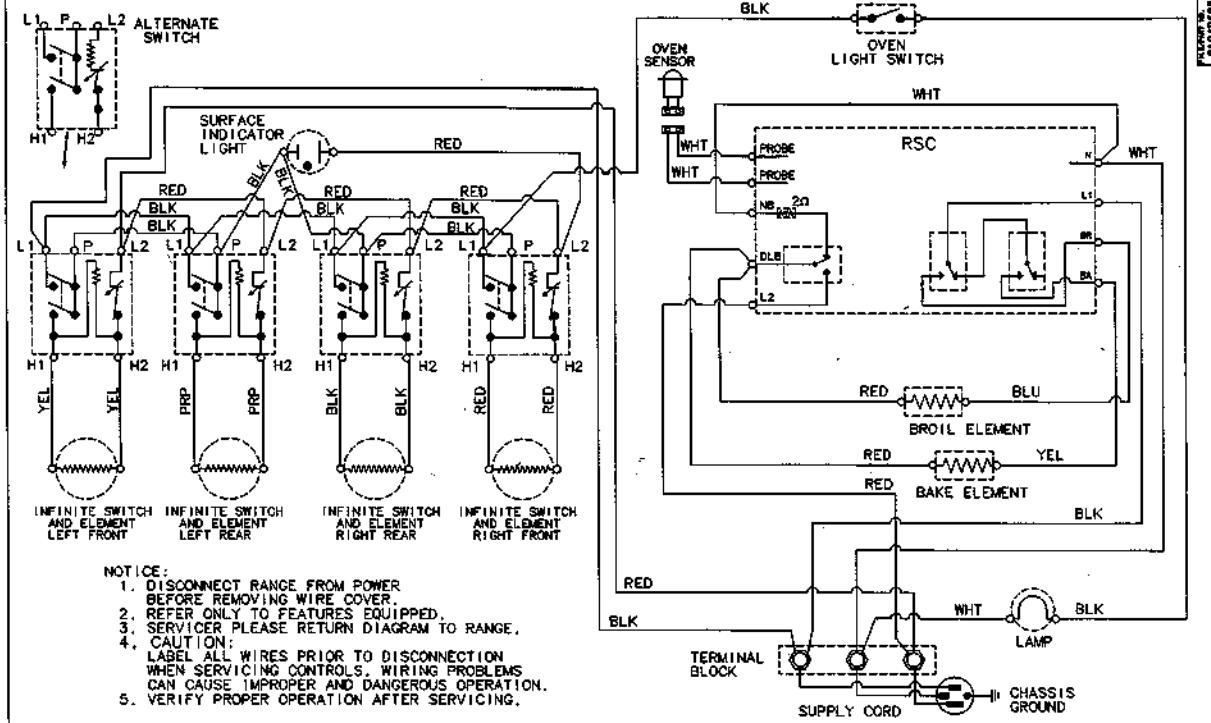 L1 P L2 ALTERNATE
SWITCH
H1 H2
SURFACE
INDICATOR
LIGHT
BLK
OVEN
LIGHT SWITCH
OVEN
SENSOR
WHT
RSC
WHT PROBE
WHT PROBE
NB 2Ω
DLB
L2
N WHT
L1
BR
BA
RED
BLK
BLK
RED
BLK
BLK
RED
BLK
RED
BLK
BLK
L1 P L2
L1 P L2
L1 P L2
L1 P L2
H1 H2
H1 H2
H1 H2
H1 H2
YEL YEL
PRP PRP
BLK BLK
RED RED
INFINITE SWITCH
AND ELEMENT
LEFT FRONT
INFINITE SWITCH
AND ELEMENT
LEFT REAR
INFINITE SWITCH
AND ELEMENT
RIGHT REAR
INFINITE SWITCH
AND ELEMENT
RIGHT FRONT
RED BLU
BROIL ELEMENT
RED YEL
BAKE ELEMENT
RED
BLK
RED
BLK
WHT BLK
LAMP
TERMINAL
BLOCK
SUPPLY CORD
CHASSIS
GROUND
NOTICE:
1. DISCONNECT RANGE FROM POWER
BEFORE REMOVING WIRE COVER.
2. REFER ONLY TO FEATURES EQUIPPED.
3. SERVICER PLEASE RETURN DIAGRAM TO RANGE.
4. CAUTION:
LABEL ALL WIRES PRIOR TO DISCONNECTION
WHEN SERVICING CONTROLS. WIRING PROBLEMS
CAN CAUSE IMPROPER AND DANGEROUS OPERATION.
5. VERIFY PROPER OPERATION AFTER SERVICING.